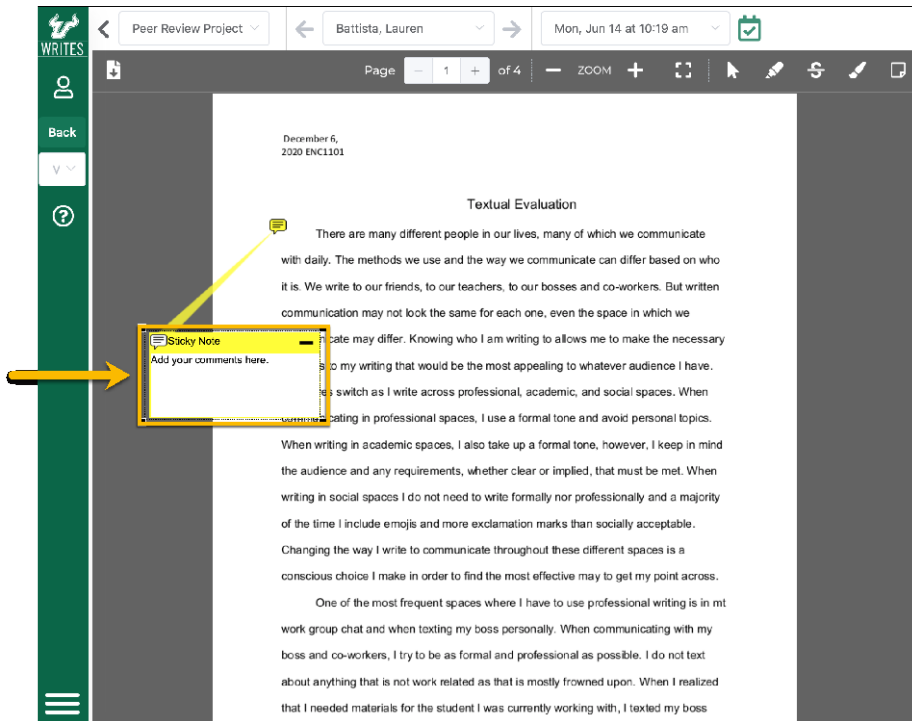 WRITES
Peer Review Project
Battista, Lauren
Mon, Jun 14 at 10:19 am
Page − 1 + of 4
ZOOM
Back
V
December 6,
2020 ENC1101
Textual Evaluation
There are many different people in our lives, many of which we communicate
with daily. The methods we use and the way we communicate can differ based on who
it is. We write to our friends, to our teachers, to our bosses and co-workers. But written
communication may not look the same for each one, even the space in which we
Sticky Note
Add your comments here.
cate may differ. Knowing who I am writing to allows me to make the necessary
to my writing that would be the most appealing to whatever audience I have.
switch as I write across professional, academic, and social spaces. When
cating in professional spaces, I use a formal tone and avoid personal topics.
When writing in academic spaces, I also take up a formal tone, however, I keep in mind
the audience and any requirements, whether clear or implied, that must be met. When
writing in social spaces I do not need to write formally nor professionally and a majority
of the time I include emojis and more exclamation marks than socially acceptable.
Changing the way I write to communicate throughout these different spaces is a
conscious choice I make in order to find the most effective may to get my point across.
One of the most frequent spaces where I have to use professional writing is in mt
work group chat and when texting my boss personally. When communicating with my
boss and co-workers, I try to be as formal and professional as possible. I do not text
about anything that is not work related as that is mostly frowned upon. When I realized
that I needed materials for the student I was currently working with, I texted my boss